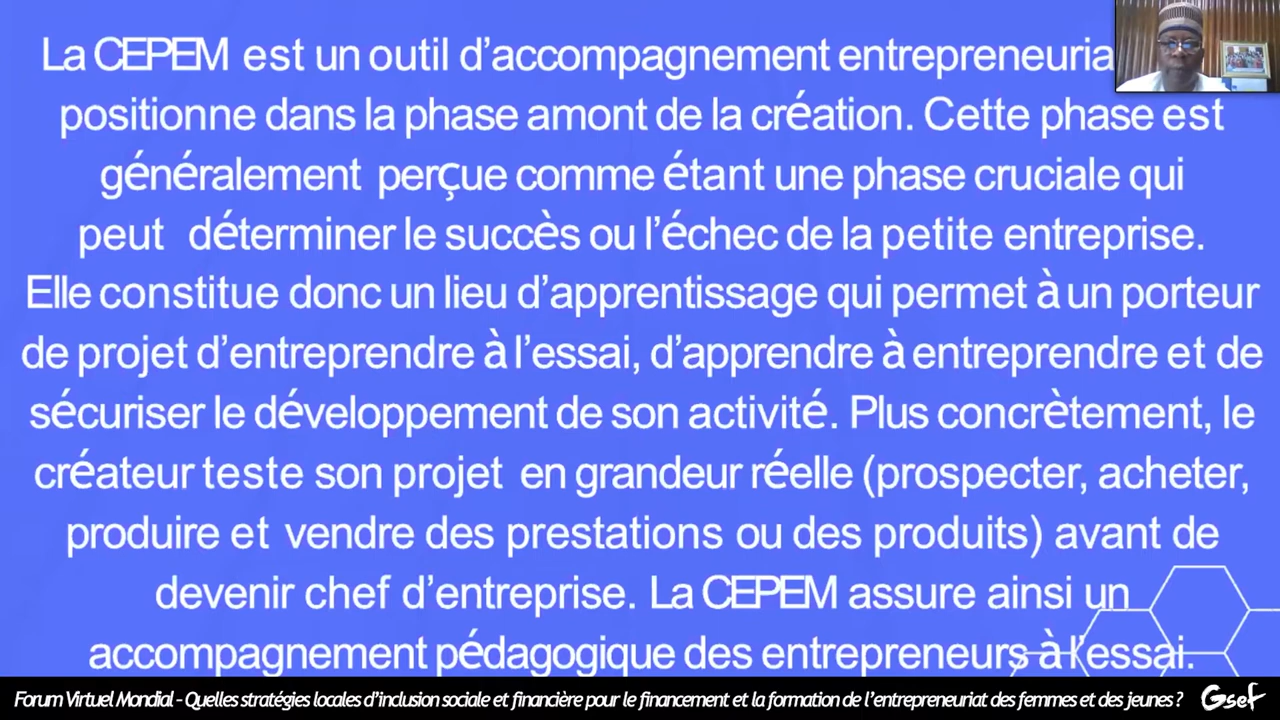 La CEPEM est un outil d'accompagnement entrepreneuria
positionne dans la phase amont de la création. Cette phase est
généralement perçue comme étant une phase cruciale qui
peut déterminer le succès ou l'échec de la petite entreprise.
Elle constitue donc un lieu d'apprentissage qui permet à un porteur
de projet d'entreprendre à l'essai, d'apprendre à entreprendre et de
sécuriser le développement de son activité. Plus concrètement, le
créateur teste son projet en grandeur réelle (prospecter, acheter,
produire et vendre des prestations ou des produits) avant de
devenir chef d'entreprise. La CEPEM assure ainsi un
accompagnement pédagogique des entrepreneurs à l'essai.
Forum Virtuel Mondial - Quelles stratégies locales d'inclusion sociale et financière pour le financement et la formation de l'entrepreneuriat des femmes et des jeunes ? Gsef